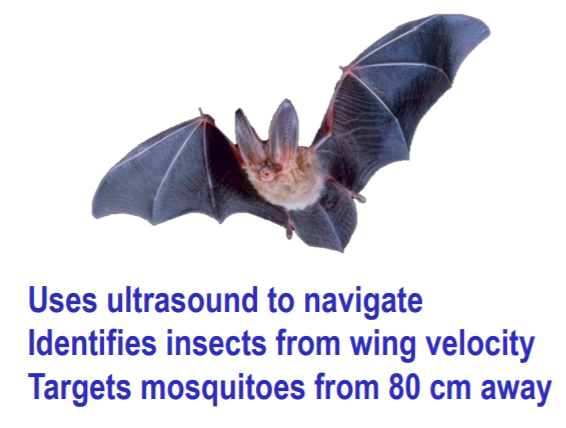 Uses ultrasound to navigate
Identifies insects from wing velocity
Targets mosquitoes from 80 cm away